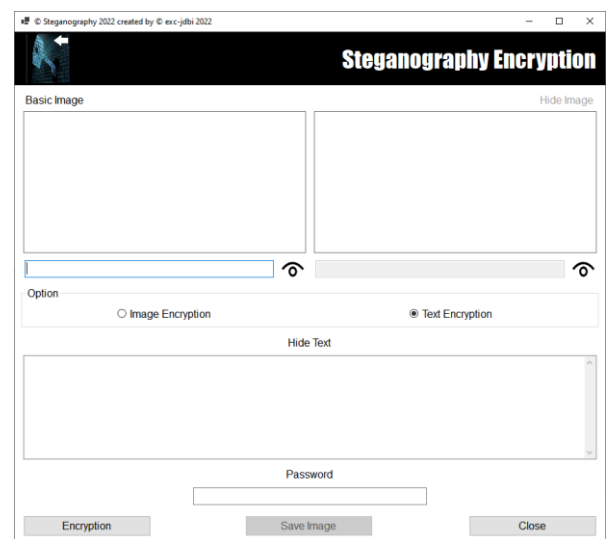 © Steganography 2022 created by © exc-jdbi 2022
Steganography Encryption
Basic Image Hide Image
Option
Image Encryption Text Encryption
Hide Text
Password
Encryption Save Image Close